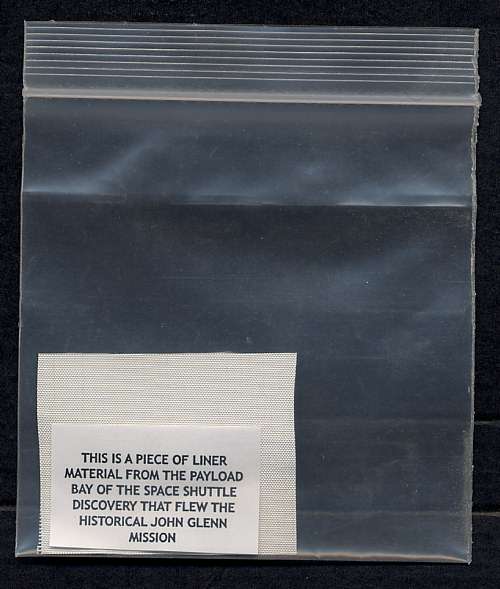 THIS IS A PIECE OF LINER
MATERIAL FROM THE PAYLOAD
BAY OF THE SPACE SHUTTLE
DISCOVERY THAT FLEW THE
HISTORICAL JOHN GLENN
MISSION